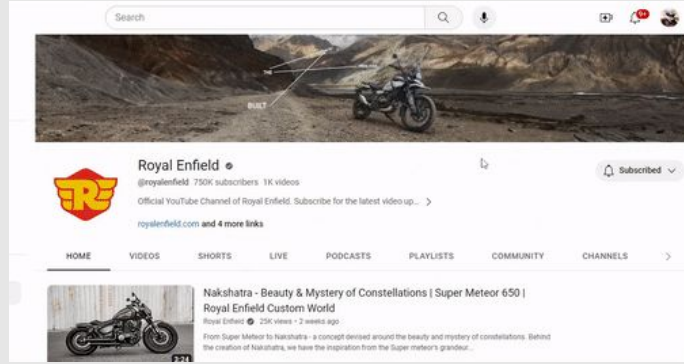 Search
9+
THE
BUILT
Royal Enfield
@royalenfield 750K subscribers 1K videos
Subscribed
Official YouTube Channel of Royal Enfield. Subscribe for the latest video up...
royalenfield.com and 4 more links
HOME VIDEOS SHORTS LIVE PODCASTS PLAYLISTS COMMUNITY CHANNELS
Nakshatra - Beauty & Mystery of Constellations | Super Meteor 650 |
Royal Enfield Custom World
Royal Enfield 25K views • 2 weeks ago
From Super Meteor to Nakshatra - a concept devised around the beauty and mystery of constellations. Behind
the creation of Nakshatra, we have the inspiration from the Super meteor's grandeur...
3:24